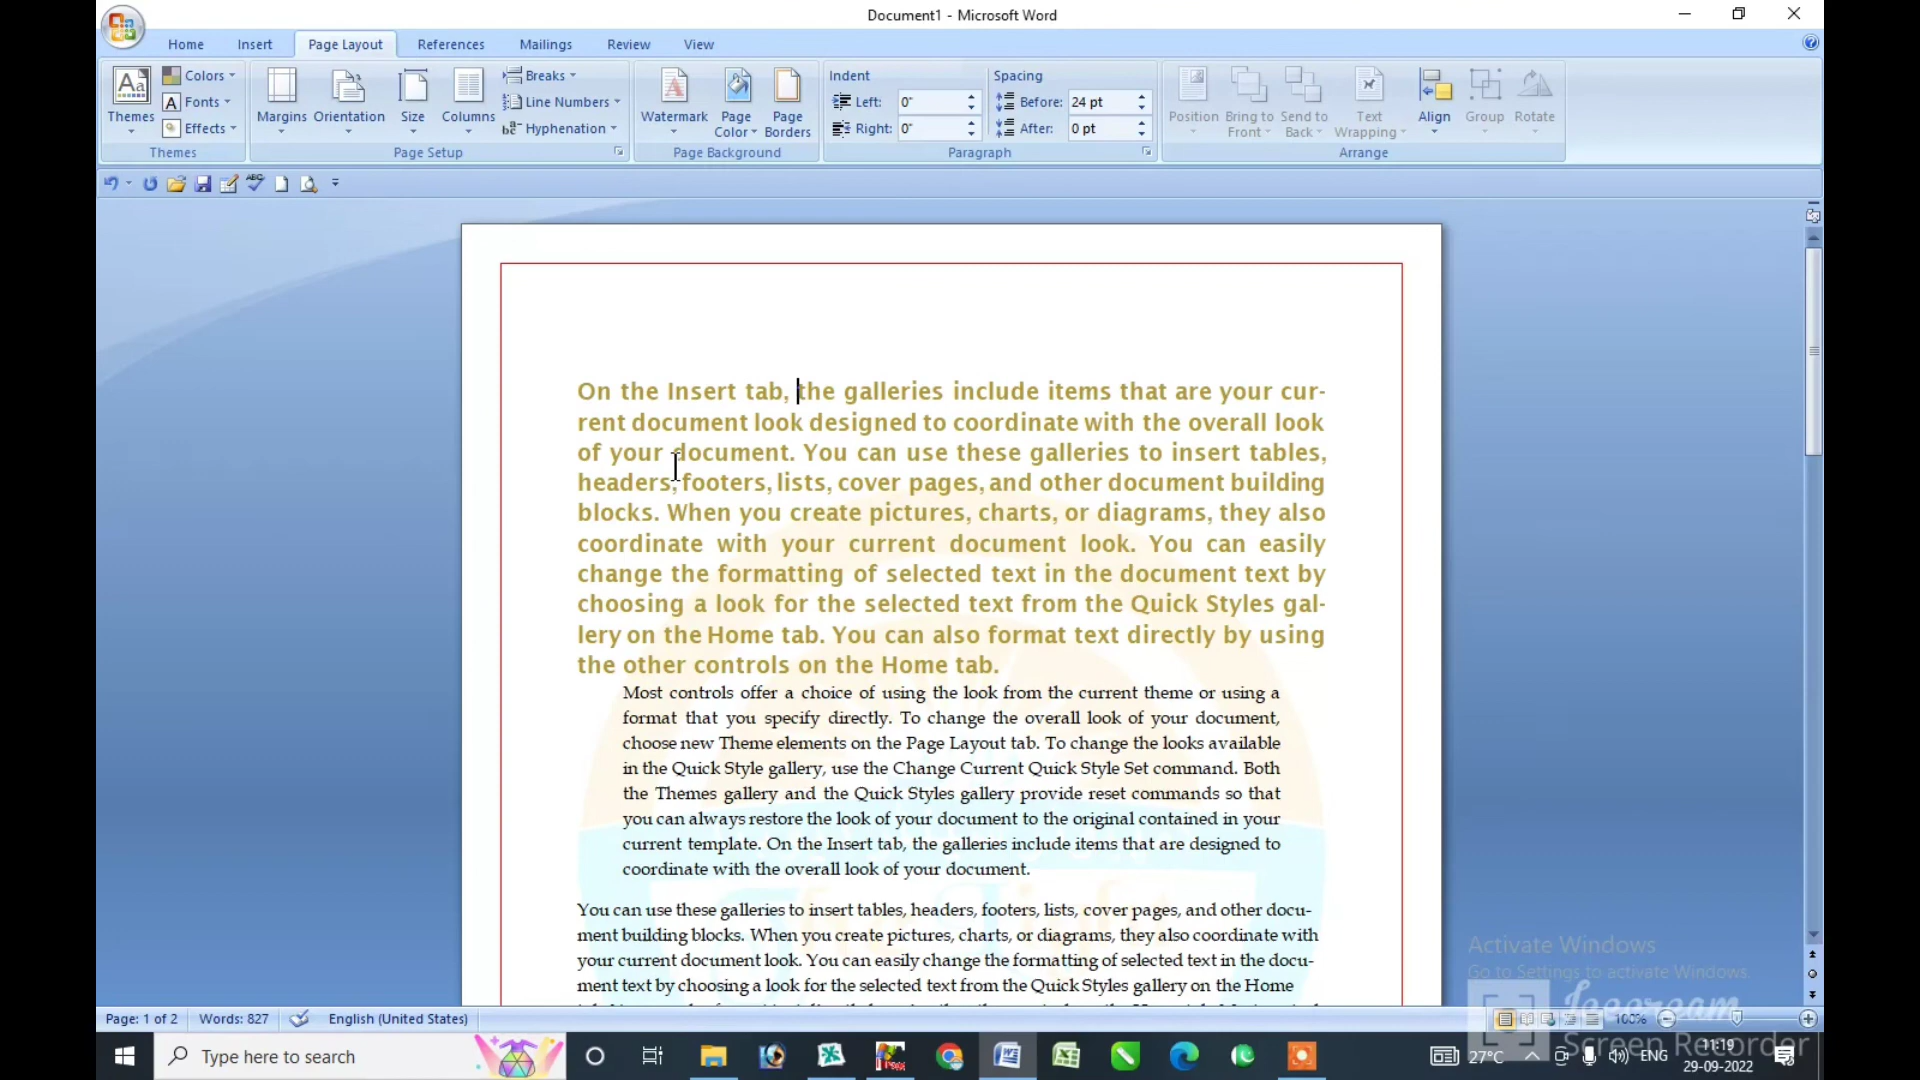 Document1 - Microsoft Word
Home Insert Page Layout References Mailings Review View
Themes
Colors
Fonts
Effects
Themes
Margins Orientation Size Columns
Breaks
Line Numbers
Hyphenation
Page Setup
Watermark Page Color Page Borders
Page Background
Indent
Left: 0"
Right: 0"
Spacing
Before: 24 pt
After: 0 pt
Paragraph
Position Bring to Front Send to Back Text Wrapping Align Group Rotate
Arrange
On the Insert tab, the galleries include items that are your cur-
rent document look designed to coordinate with the overall look
of your document. You can use these galleries to insert tables,
headers, footers, lists, cover pages, and other document building
blocks. When you create pictures, charts, or diagrams, they also
coordinate with your current document look. You can easily
change the formatting of selected text in the document text by
choosing a look for the selected text from the Quick Styles gal-
lery on the Home tab. You can also format text directly by using
the other controls on the Home tab.
Most controls offer a choice of using the look from the current theme or using a
format that you specify directly. To change the overall look of your document,
choose new Theme elements on the Page Layout tab. To change the looks available
in the Quick Style gallery, use the Change Current Quick Style Set command. Both
the Themes gallery and the Quick Styles gallery provide reset commands so that
you can always restore the look of your document to the original contained in your
current template. On the Insert tab, the galleries include items that are designed to
coordinate with the overall look of your document.
You can use these galleries to insert tables, headers, footers, lists, cover pages, and other docu-
ment building blocks. When you create pictures, charts, or diagrams, they also coordinate with
your current document look. You can easily change the formatting of selected text in the docu-
ment text by choosing a look for the selected text from the Quick Styles gallery on the Home
Activate Windows
Go to Settings to activate Windows.
Icecream
Screen Recorder
Page: 1 of 2 Words: 827 English (United States) 100%
Type here to search
27°C ENG 11:19
29-09-2022